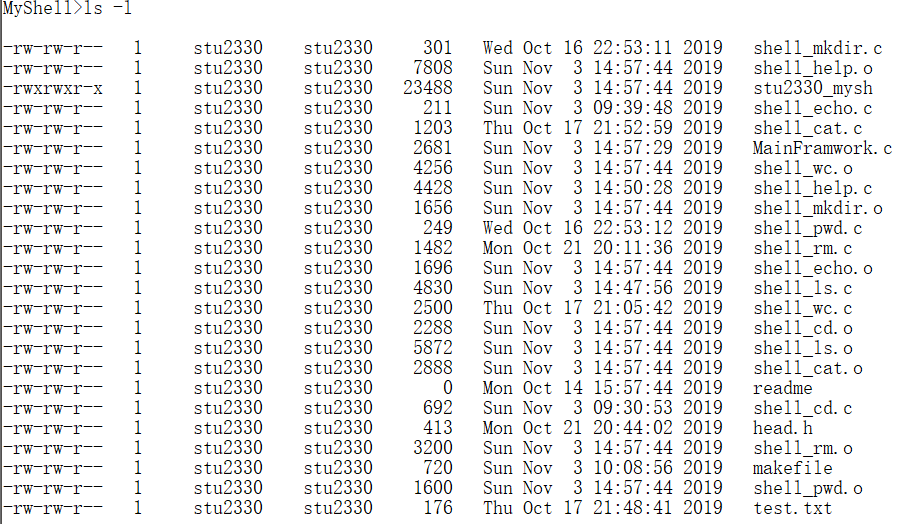 MyShell>ls -l
-rw-rw-r-- 1 stu2330 stu2330 301 Wed Oct 16 22:53:11 2019 shell_mkdir.c
-rw-rw-r-- 1 stu2330 stu2330 7808 Sun Nov 3 14:57:44 2019 shell_help.o
-rwxrwxr-x 1 stu2330 stu2330 23488 Sun Nov 3 14:57:44 2019 stu2330_mysh
-rw-rw-r-- 1 stu2330 stu2330 211 Sun Nov 3 09:39:48 2019 shell_echo.c
-rw-rw-r-- 1 stu2330 stu2330 1203 Thu Oct 17 21:52:59 2019 shell_cat.c
-rw-rw-r-- 1 stu2330 stu2330 2681 Sun Nov 3 14:57:29 2019 MainFramwork.c
-rw-rw-r-- 1 stu2330 stu2330 4256 Sun Nov 3 14:57:44 2019 shell_wc.o
-rw-rw-r-- 1 stu2330 stu2330 4428 Sun Nov 3 14:50:28 2019 shell_help.c
-rw-rw-r-- 1 stu2330 stu2330 1656 Sun Nov 3 14:57:44 2019 shell_mkdir.o
-rw-rw-r-- 1 stu2330 stu2330 249 Wed Oct 16 22:53:12 2019 shell_pwd.c
-rw-rw-r-- 1 stu2330 stu2330 1482 Mon Oct 21 20:11:36 2019 shell_rm.c
-rw-rw-r-- 1 stu2330 stu2330 1696 Sun Nov 3 14:57:44 2019 shell_echo.o
-rw-rw-r-- 1 stu2330 stu2330 4830 Sun Nov 3 14:47:56 2019 shell_ls.c
-rw-rw-r-- 1 stu2330 stu2330 2500 Thu Oct 17 21:05:42 2019 shell_wc.c
-rw-rw-r-- 1 stu2330 stu2330 2288 Sun Nov 3 14:57:44 2019 shell_cd.o
-rw-rw-r-- 1 stu2330 stu2330 5872 Sun Nov 3 14:57:44 2019 shell_ls.o
-rw-rw-r-- 1 stu2330 stu2330 2888 Sun Nov 3 14:57:44 2019 shell_cat.o
-rw-rw-r-- 1 stu2330 stu2330 0 Mon Oct 14 15:57:44 2019 readme
-rw-rw-r-- 1 stu2330 stu2330 692 Sun Nov 3 09:30:53 2019 shell_cd.c
-rw-rw-r-- 1 stu2330 stu2330 413 Mon Oct 21 20:44:02 2019 head.h
-rw-rw-r-- 1 stu2330 stu2330 3200 Sun Nov 3 14:57:44 2019 shell_rm.o
-rw-rw-r-- 1 stu2330 stu2330 720 Sun Nov 3 10:08:56 2019 makefile
-rw-rw-r-- 1 stu2330 stu2330 1600 Sun Nov 3 14:57:44 2019 shell_pwd.o
-rw-rw-r-- 1 stu2330 stu2330 176 Thu Oct 17 21:48:41 2019 test.txt